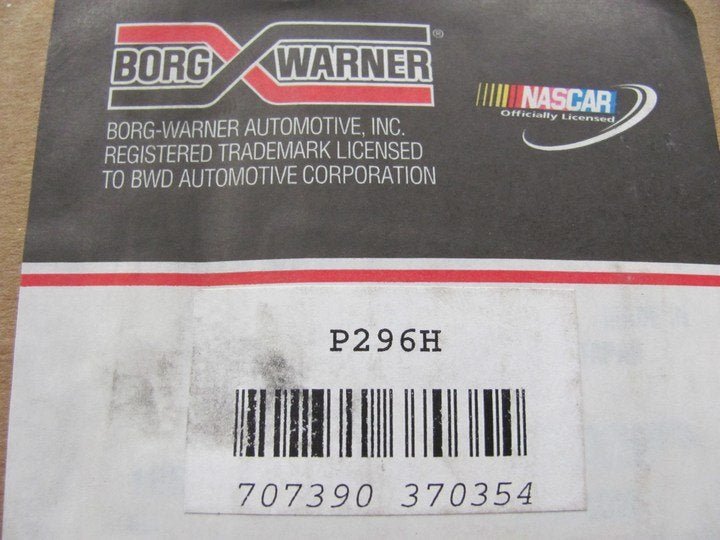 BORG WARNER®
BORG-WARNER AUTOMOTIVE, INC.
REGISTERED TRADEMARK LICENSED
TO BWD AUTOMOTIVE CORPORATION
NASCAR
Officially Licensed
P296H
707390 370354